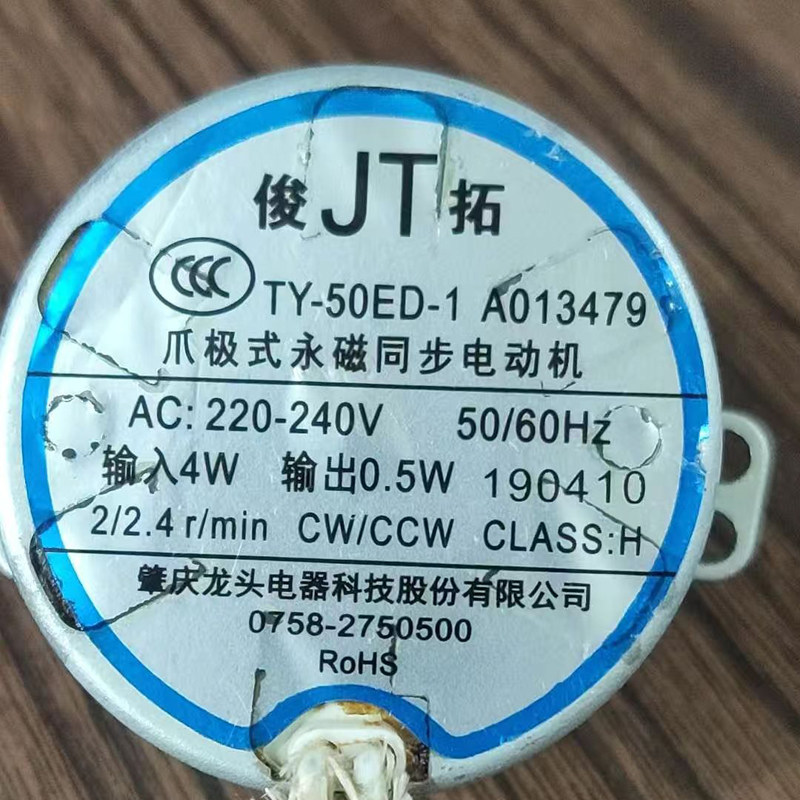 俊JT拓
CCC TY-50ED-1 A013479
爪极式永磁同步电动机
AC: 220-240V 50/60Hz
输入4W 输出0.5W 190410
2/2.4 r/min CW/CCW CLASS:H
肇庆龙头电器科技股份有限公司
0758-2750500
RoHS